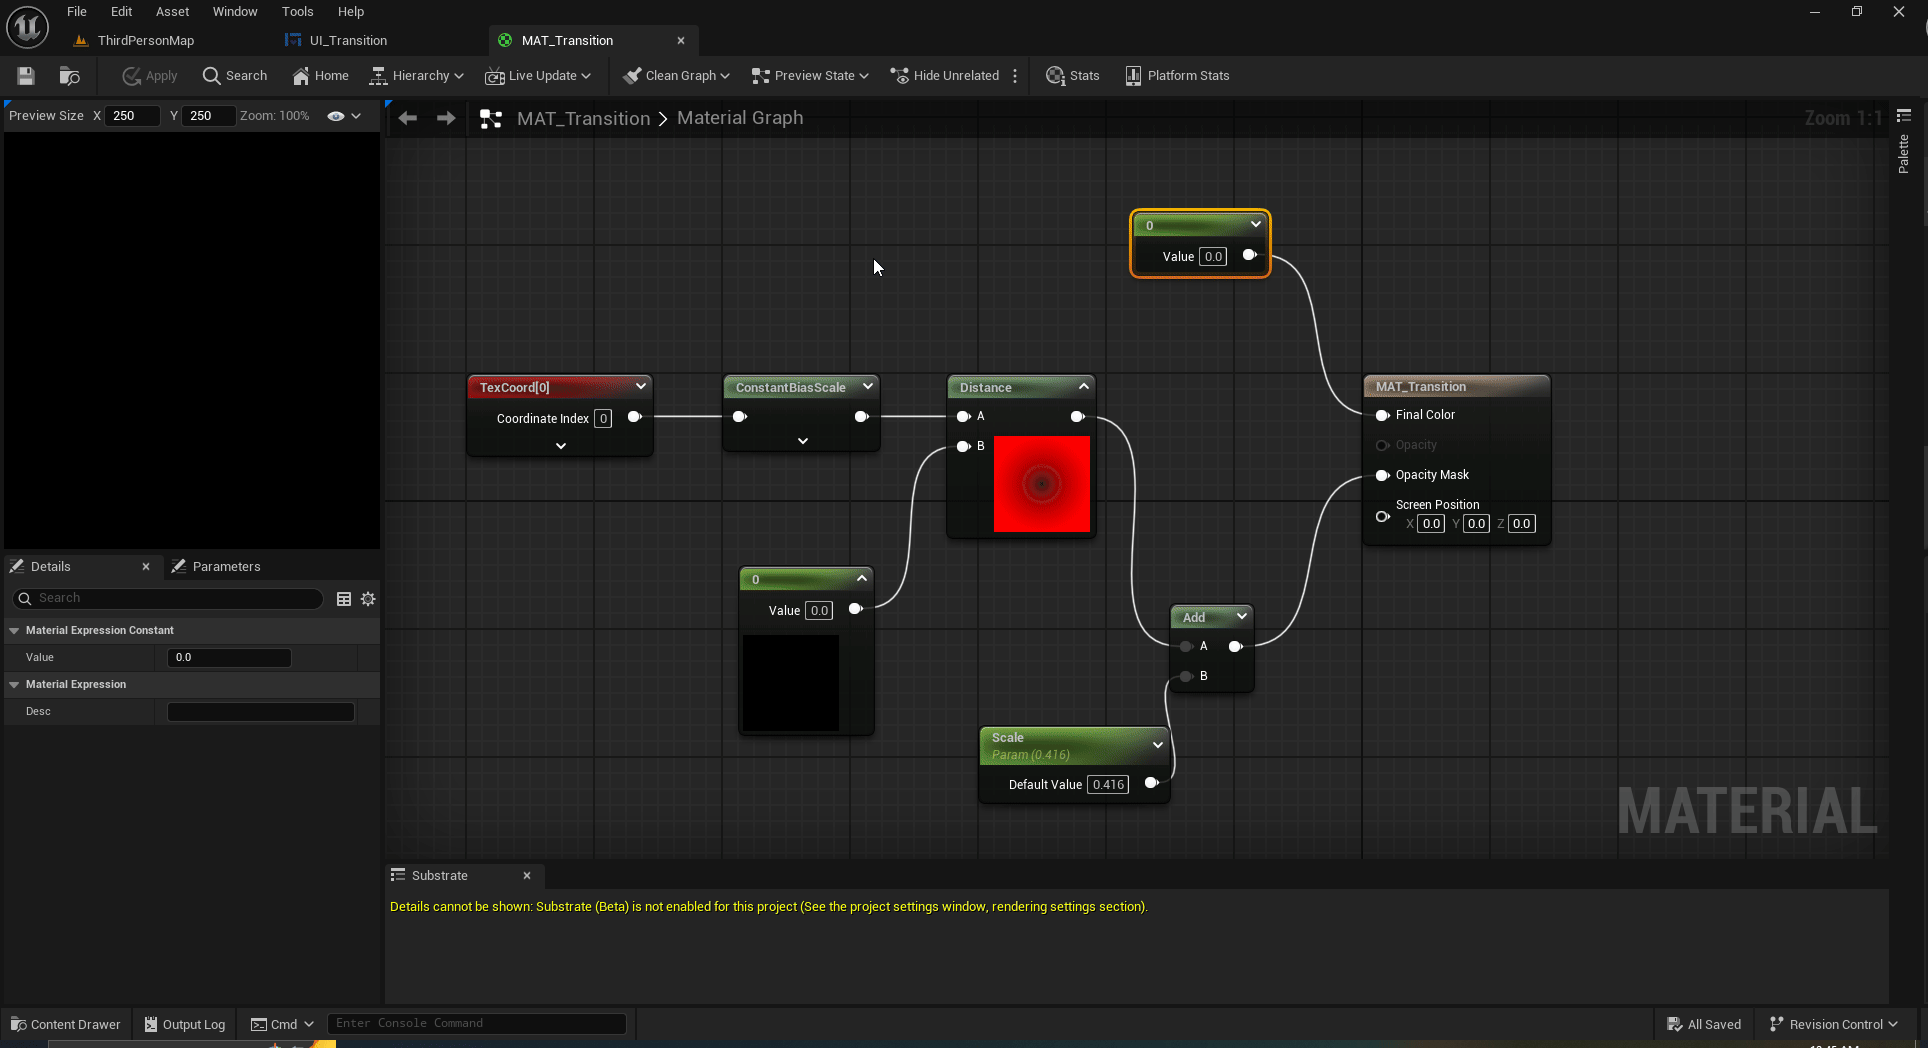 File Edit Asset Window Tools Help
ThirdPersonMap UI_Transition MAT_Transition
Apply Search Home Hierarchy Live Update Clean Graph Preview State Hide Unrelated Stats Platform Stats
Preview Size X 250 Y 250 Zoom: 100%
MAT_Transition > Material Graph
Zoom 1:1
Palette
0
Value 0.0
TexCoord[0]
Coordinate Index 0
ConstantBiasScale
Distance
A
B
MAT_Transition
Final Color
Opacity
Opacity Mask
Screen Position
X 0.0 Y 0.0 Z 0.0
0
Value 0.0
Add
A
B
Scale
Param (0.416)
Default Value 0.416
MATERIAL
Details Parameters
Search
Material Expression Constant
Value 0.0
Material Expression
Desc
Substrate
Details cannot be shown: Substrate (Beta) is not enabled for this project (See the project settings window, rendering settings section).
Content Drawer Output Log Cmd Enter Console Command All Saved Revision Control